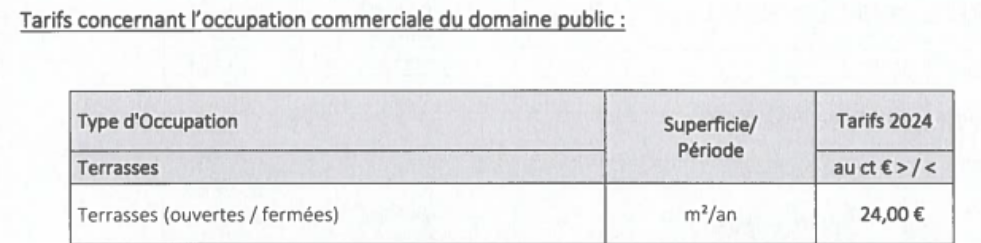 Tarifs concernant l'occupation commerciale du domaine public :
Type d'Occupation
Superficie/
Période
Tarifs 2024
Terrasses
au ct € > / <
Terrasses (ouvertes / fermées)
m²/an
24,00 €